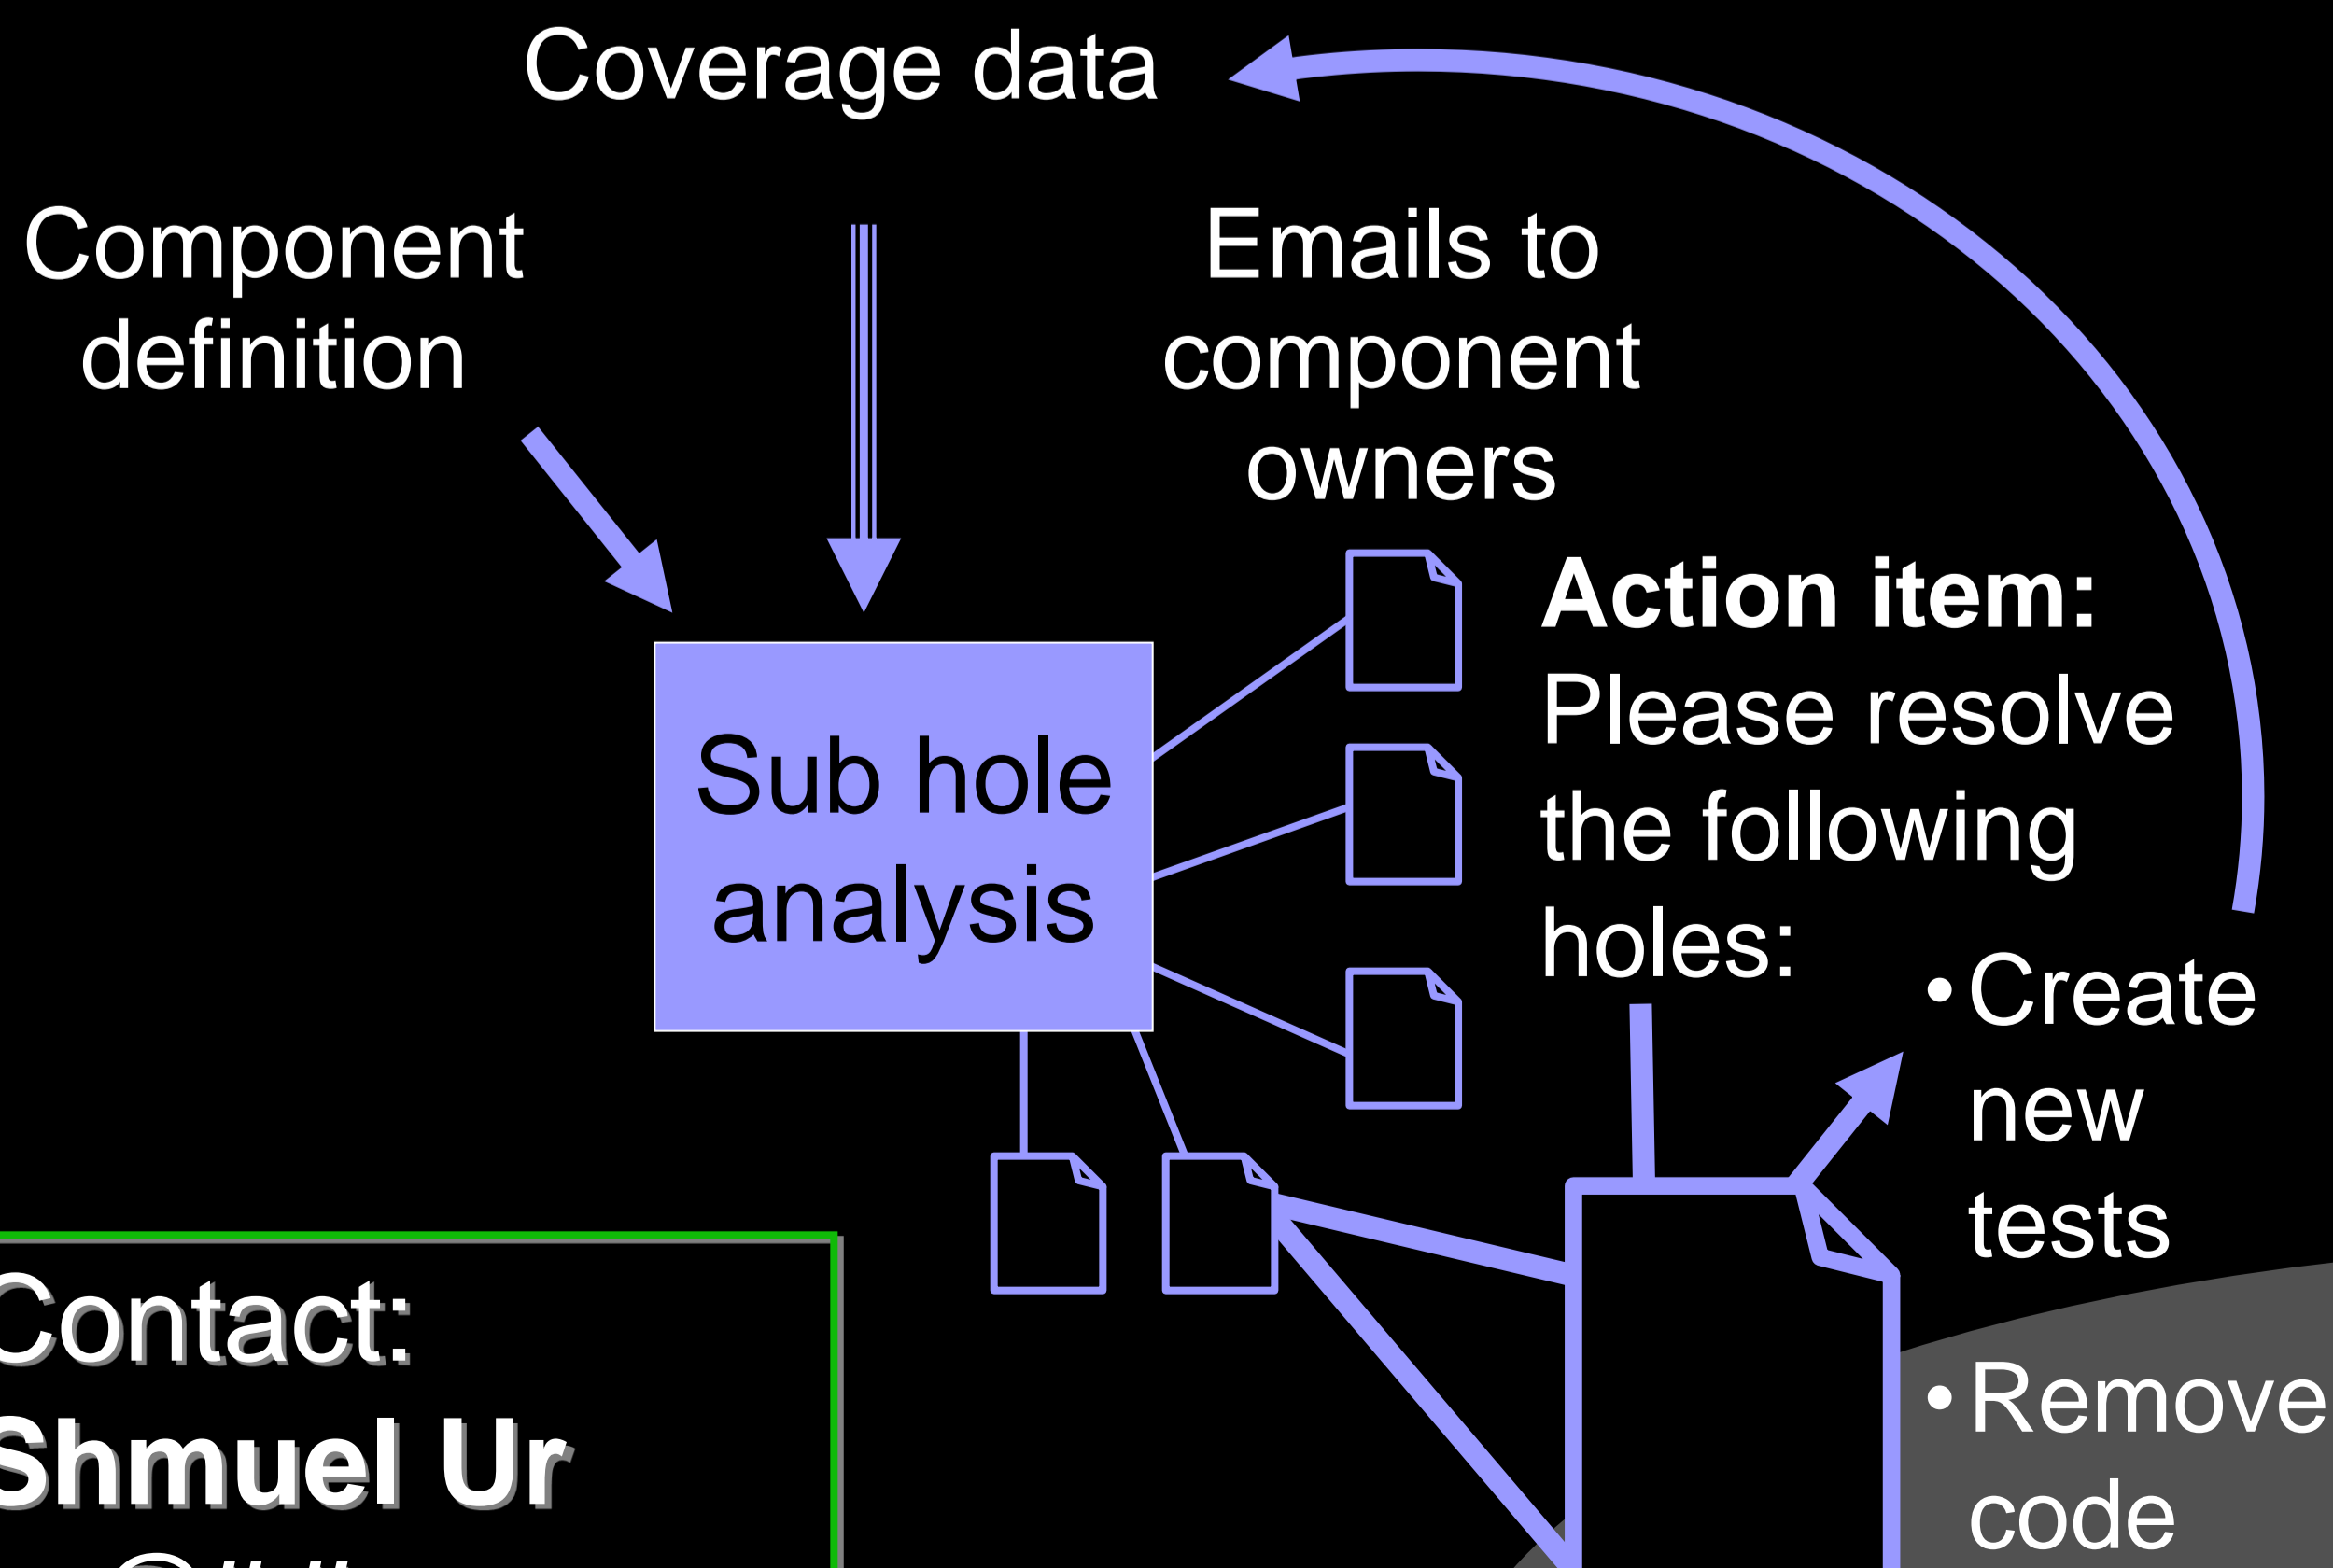 Coverage data
Component
definition
Emails to
component
owners
Action item:
Please resolve
the following
holes:
Sub hole
analysis
•Create
new
tests
•Remove
code
Contact:
Shmuel Ur